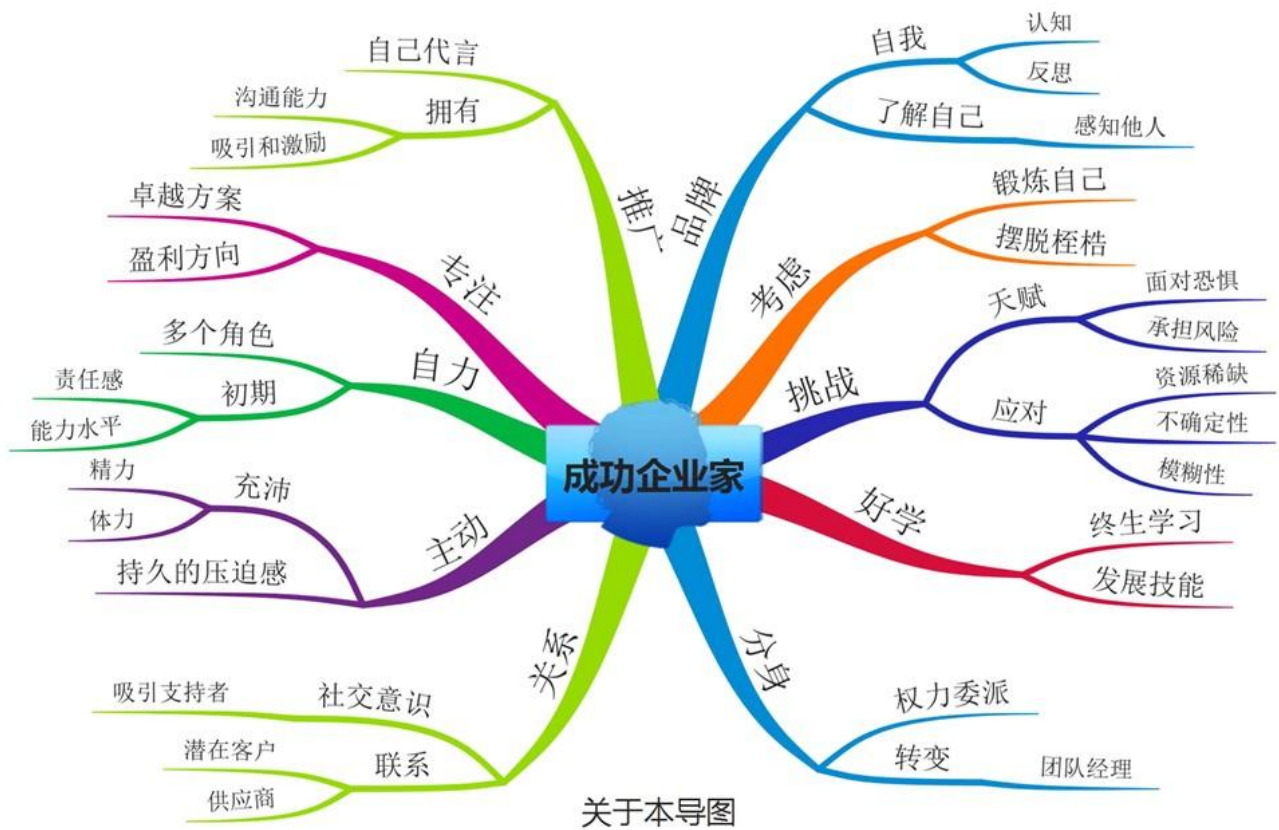 成功企业家
品牌
自我
认知
反思
了解自己
感知他人
考虑
锻炼自己
摆脱桎梏
挑战
天赋
面对恐惧
承担风险
应对
资源稀缺
不确定性
模糊性
好学
终生学习
发展技能
分身
权力委派
转变
团队经理
关系
社交意识
吸引支持者
联系
潜在客户
供应商
主动
充沛
精力
体力
持久的压迫感
自力
多个角色
初期
责任感
能力水平
专注
卓越方案
盈利方向
推广
自己代言
拥有
沟通能力
吸引和激励
关于本导图